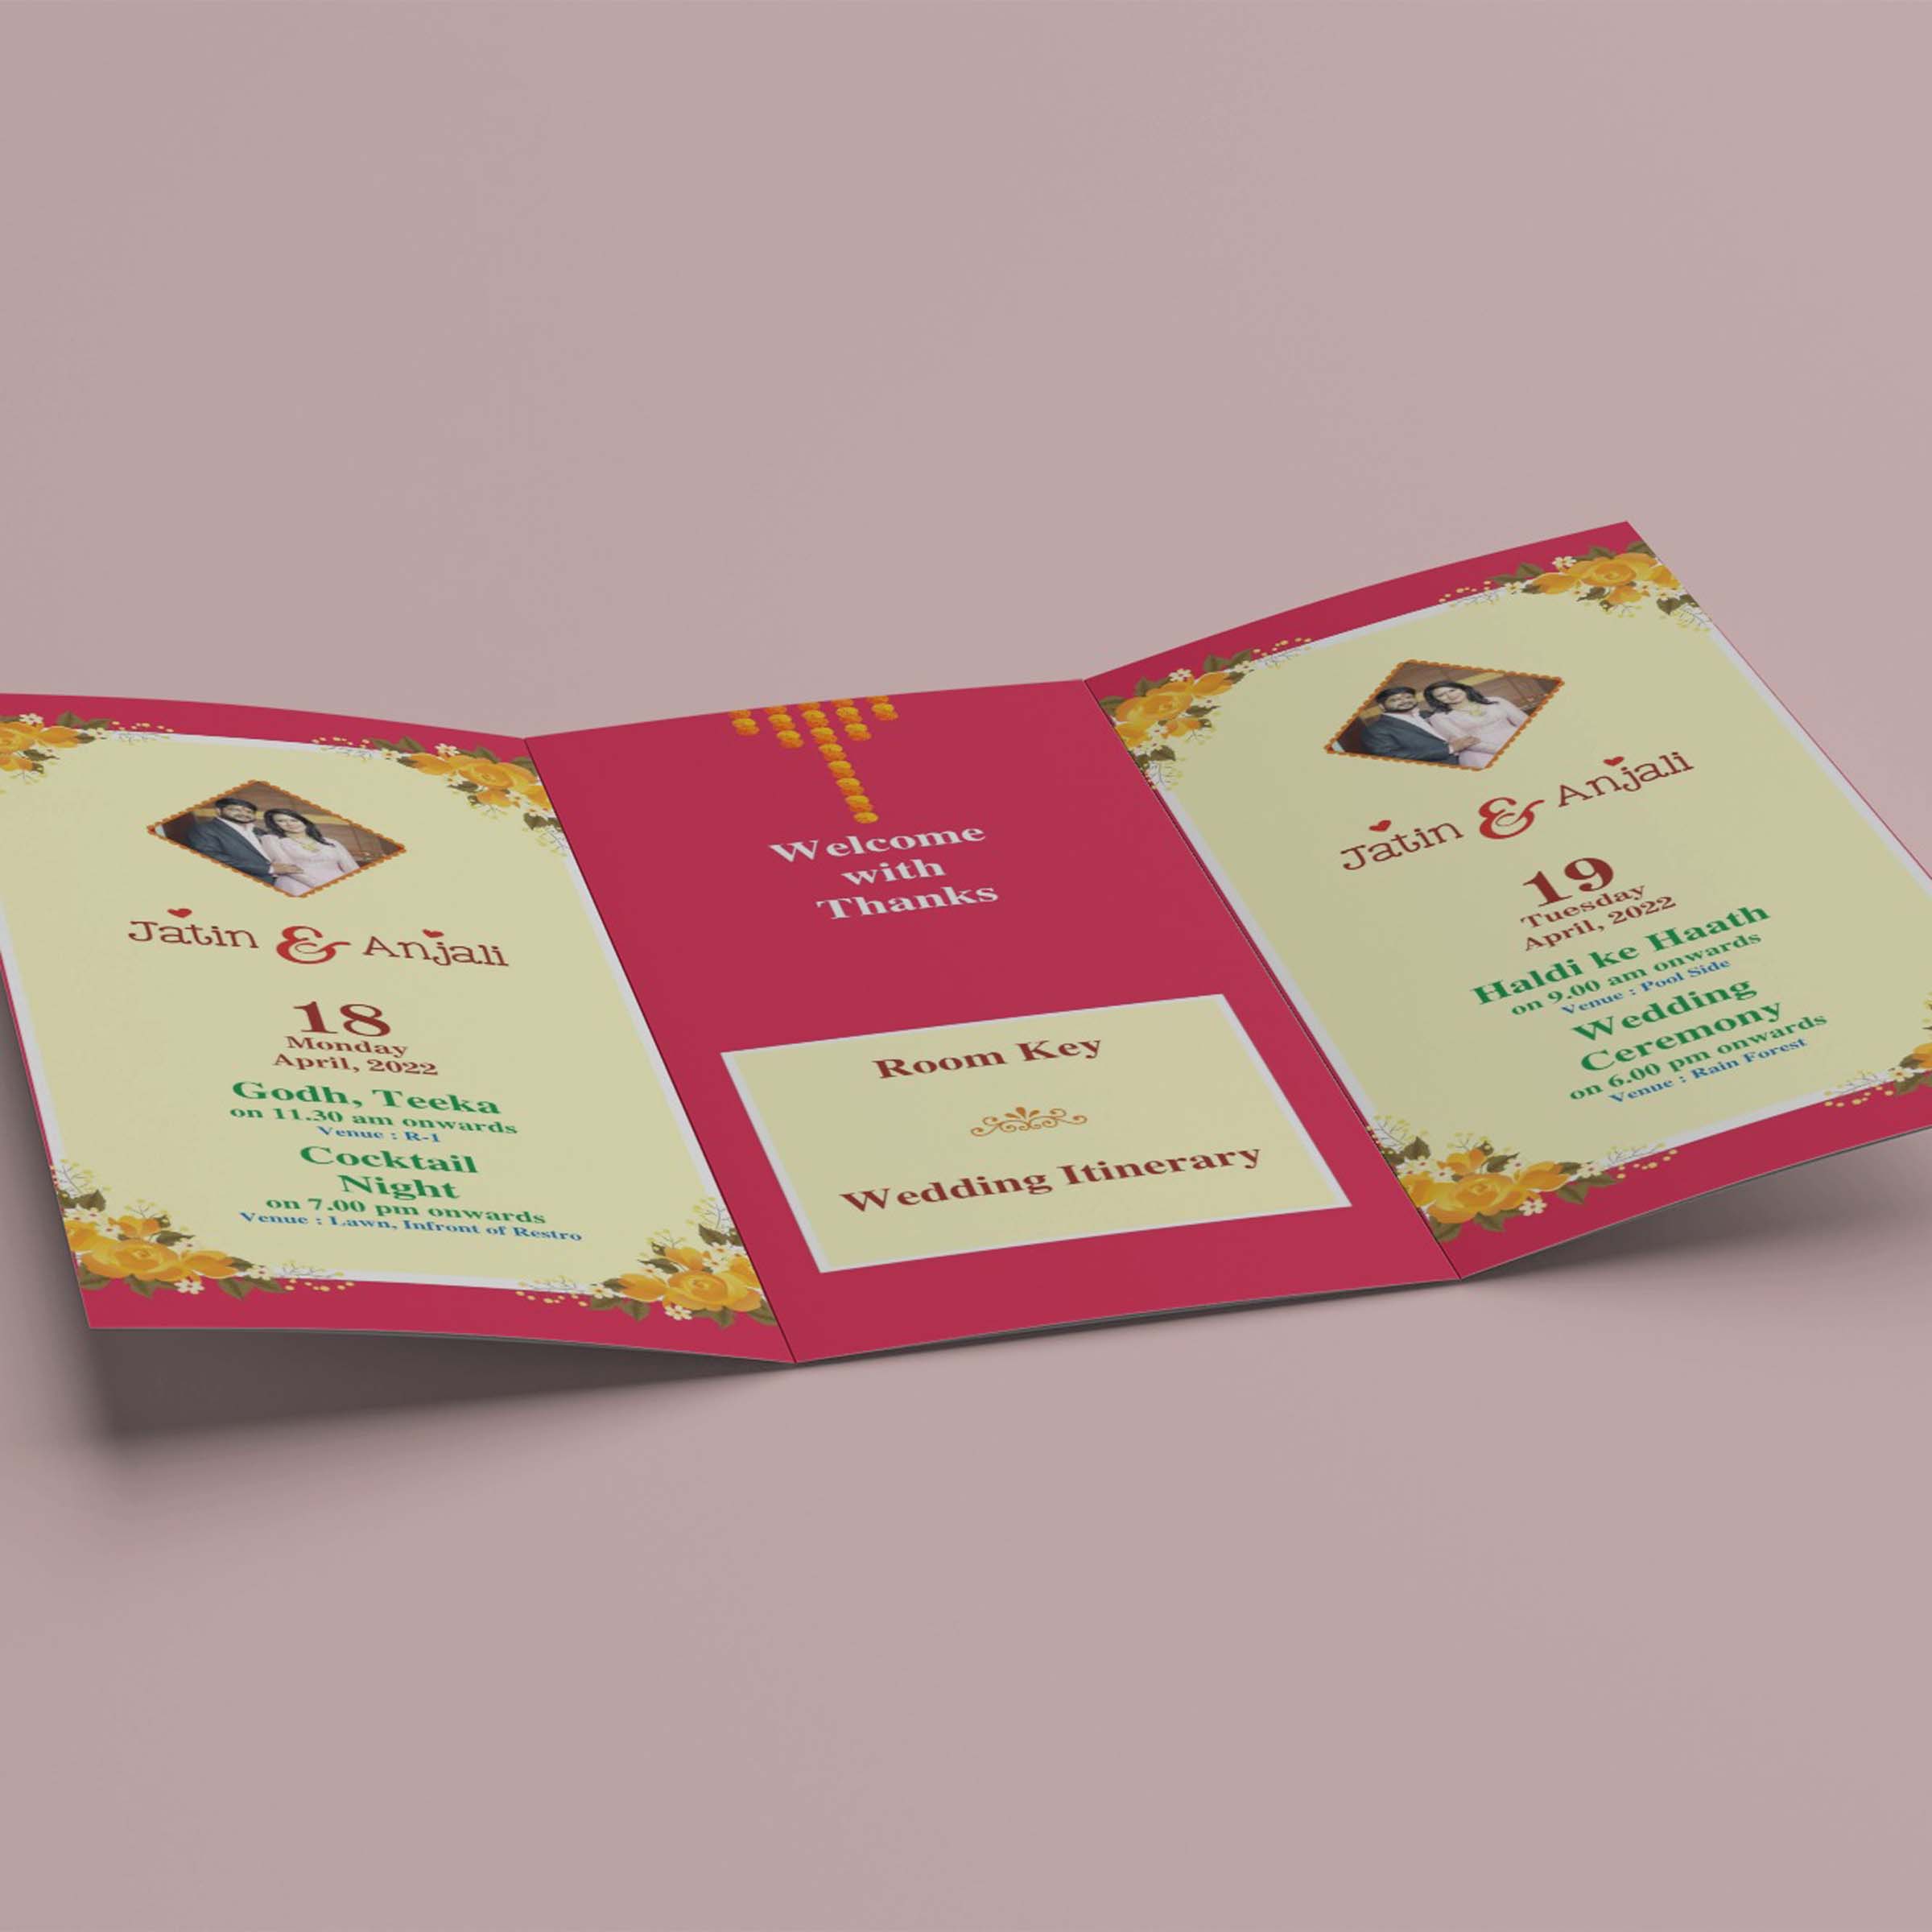 Jatin & Anjali
18
Monday
April, 2022
Godh, Teeka
on 11.30 am onwards
Venue : R-1
Cocktail
Night
on 7.00 pm onwards
Venue : Lawn, Infront of Restro
Welcome
with
Thanks
Room Key
Wedding Itinerary
Jatin & Anjali
19
Tuesday
April, 2022
Haldi ke Haath
on 9.00 am onwards
Venue : Pool Side
Wedding
Ceremony
on 6.00 pm onwards
Venue : Rain Forest